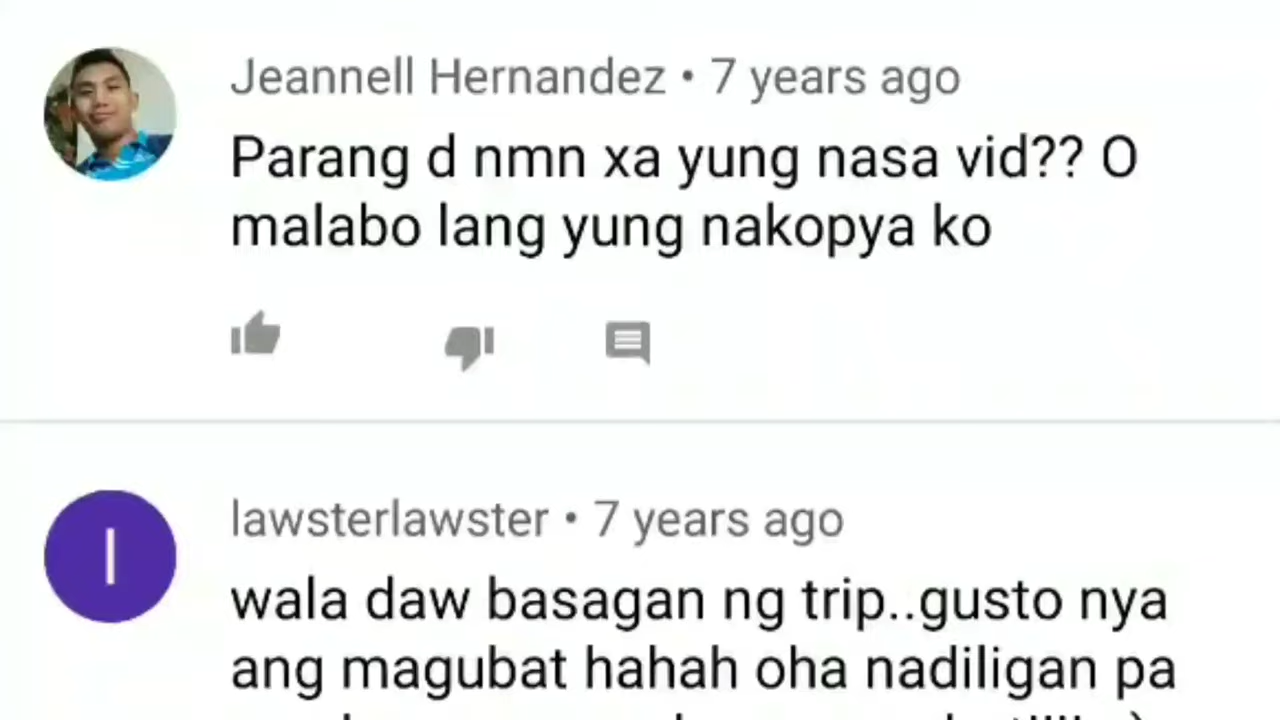 Jeannell Hernandez • 7 years ago
Parang d nmn xa yung nasa vid?? O
malabo lang yung nakopya ko
l
lawsterlawster • 7 years ago
wala daw basagan ng trip..gusto nya
ang magubat hahah oha nadiligan pa